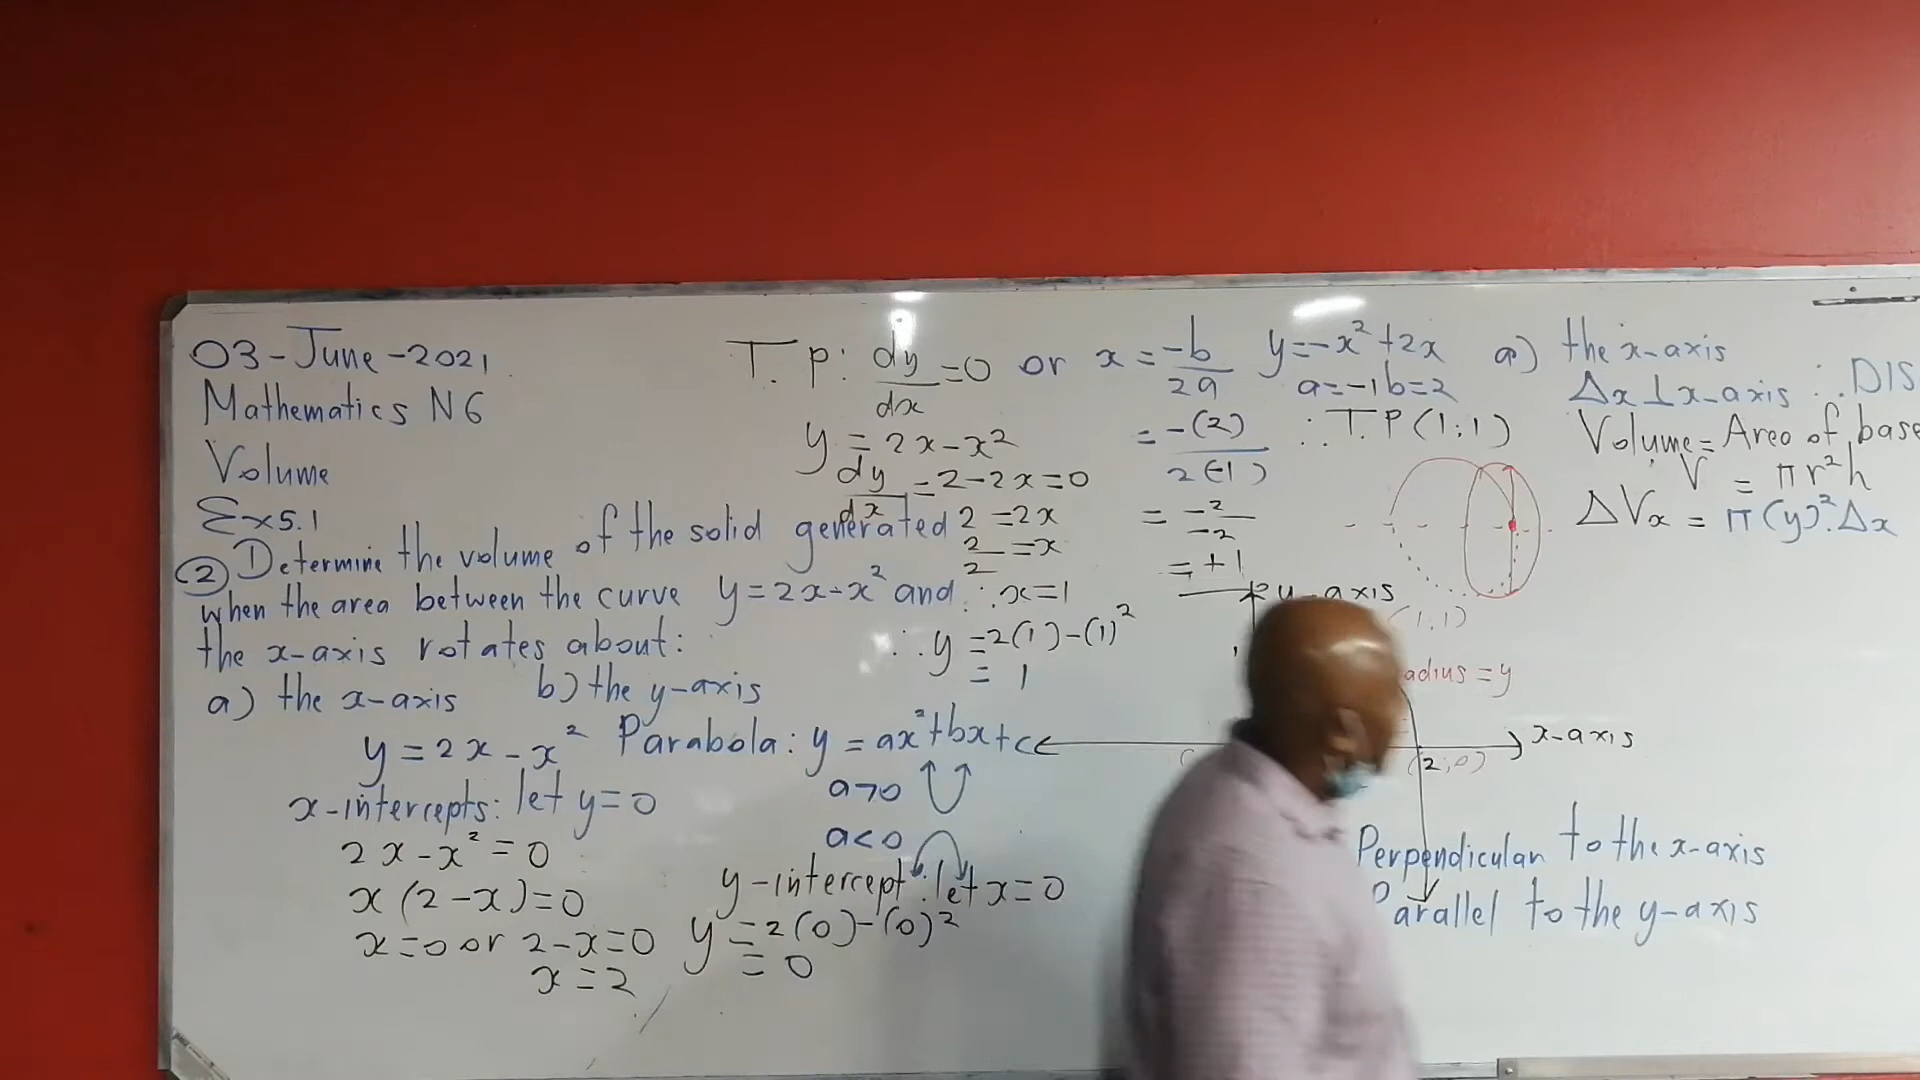 03-June-2021
Mathematics N6
Volume
Ex5.1
② Determine the volume of the solid generated
when the area between the curve y=2x-x² and
the x-axis rotates about:
a) the x-axis b) the y-axis
y=2x-x² Parabola: y=ax²+bx+c
x-intercepts: let y=0
2x-x²=0
x(2-x)=0
x=0 or 2-x=0
x=2
a>0
a<0
y-intercept: let x=0
y=2(0)-(0)²
=0
T.P: dy/dx=0 or x=-b/2a
y=2x-x²
dy/dx=2-2x=0
2=2x
2/2=x
∴x=1
∴y=2(1)-(1)²
=1
=-(2)/2(-1)
=-2/-2
=+1
y=-x²+2x
a=-1 b=2
∴T.P(1;1)
y-axis
(1;1)
=y
x-axis
(2;0)
Perpendicular to the x-axis
Parallel to the y-axis
a) the x-axis
Δx⊥x-axis ∴DIS
Volume=Area of base
V=πr²h
ΔVx=π(y)².Δx